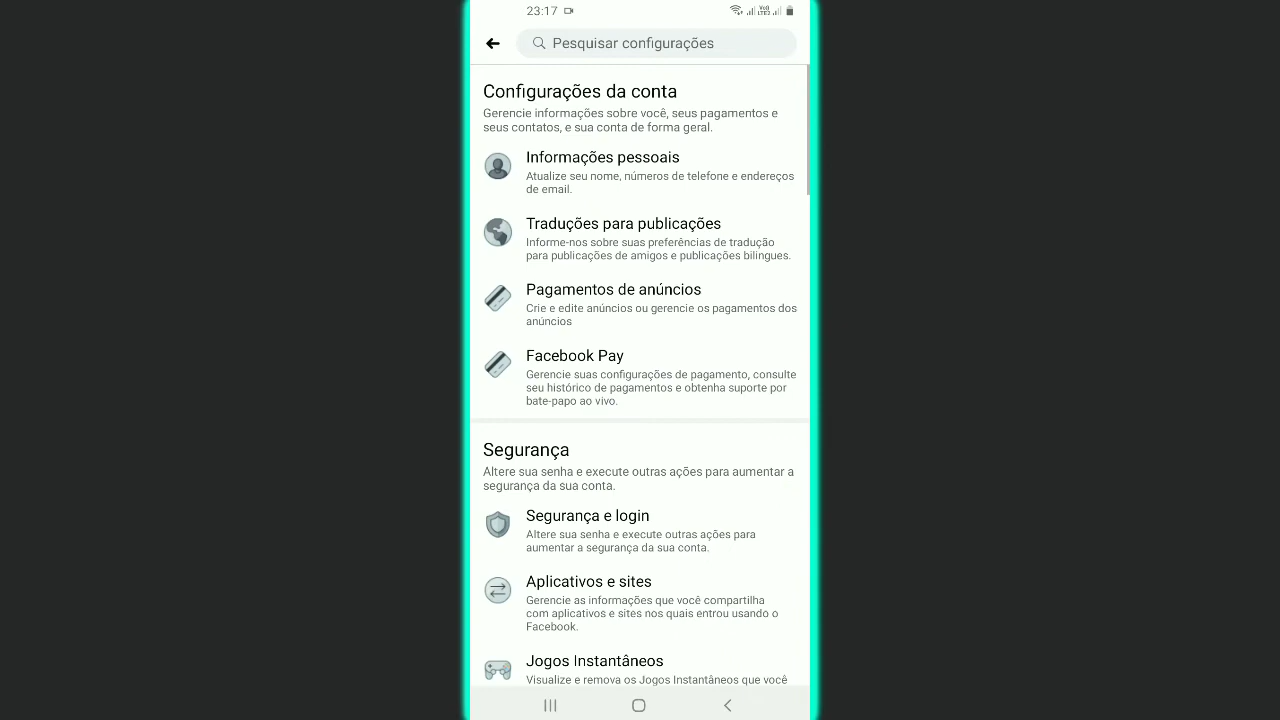 23:17
Vo9
LTE2
Pesquisar configurações
Configurações da conta
Gerencie informações sobre você, seus pagamentos e
seus contatos, e sua conta de forma geral.
Informações pessoais
Atualize seu nome, números de telefone e endereços
de email.
Traduções para publicações
Informe-nos sobre suas preferências de tradução
para publicações de amigos e publicações bilingues.
Pagamentos de anúncios
Crie e edite anúncios ou gerencie os pagamentos dos
anúncios
Facebook Pay
Gerencie suas configurações de pagamento, consulte
seu histórico de pagamentos e obtenha suporte por
bate-papo ao vivo.
Segurança
Altere sua senha e execute outras ações para aumentar a
segurança da sua conta.
Segurança e login
Altere sua senha e execute outras ações para
aumentar a segurança da sua conta.
Aplicativos e sites
Gerencie as informações que você compartilha
com aplicativos e sites nos quais entrou usando o
Facebook.
Jogos Instantâneos
Visualize e remova os Jogos Instantâneos que você